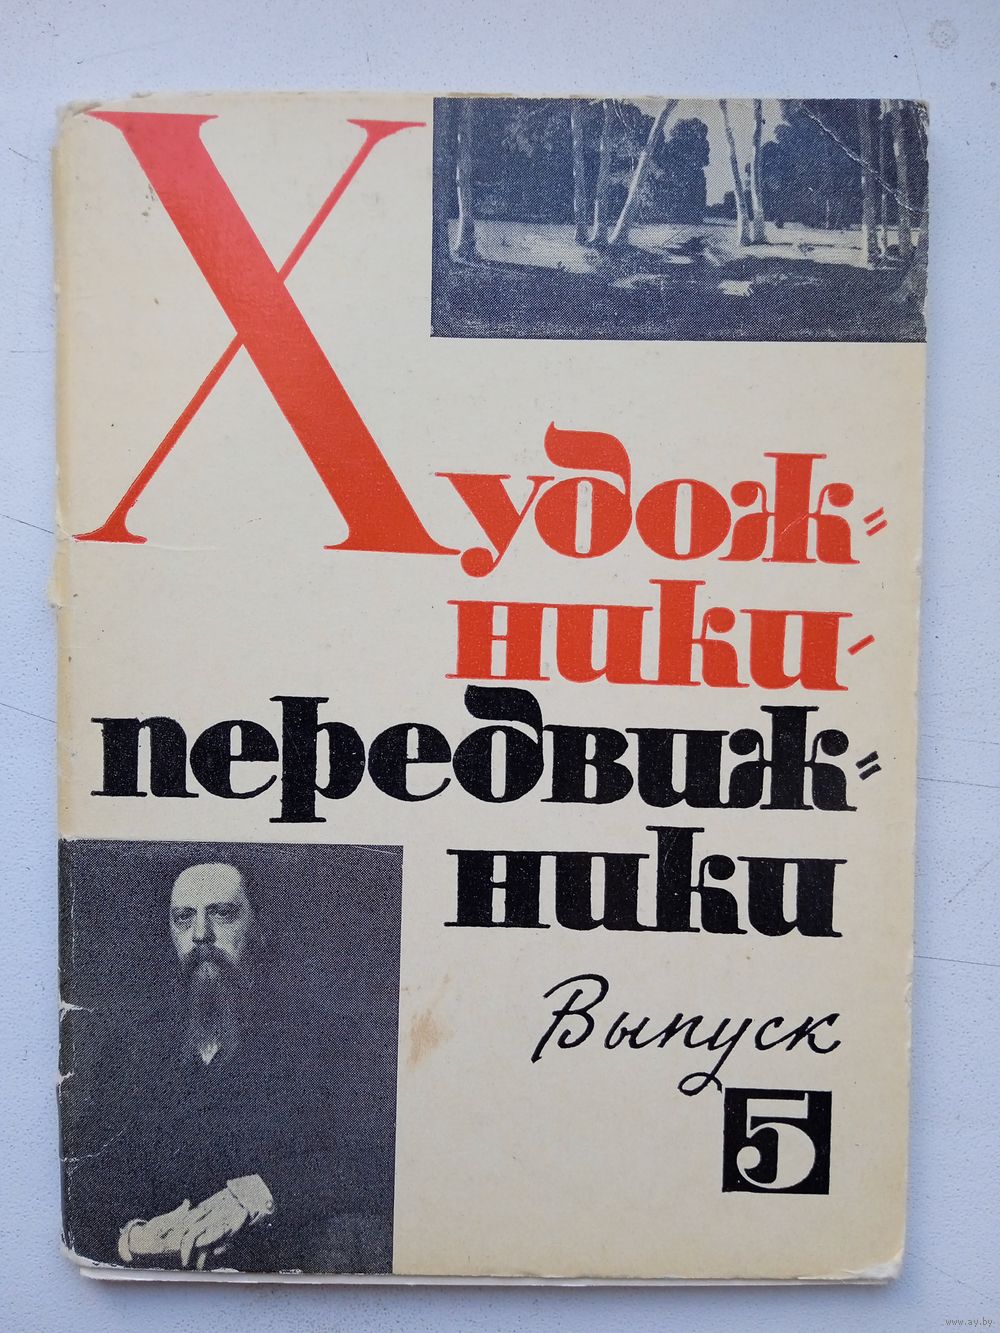 Худож=
ники-
передвиж=
ники
Выпуск
5
www.ay.by